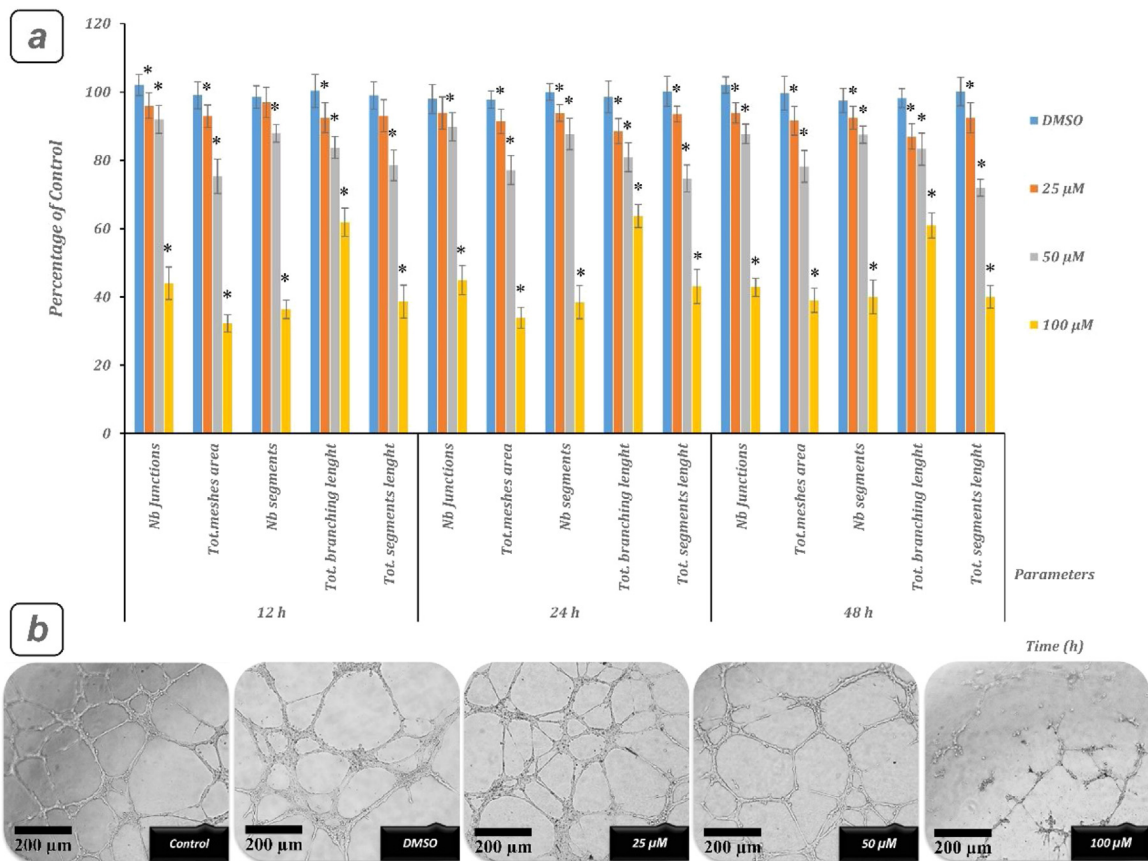 a
120
100
80
60
40
20
0
Percentage of Control
* * * * * * * * * * * * * * * * * * * * * * * * * * * * * * * * * * * * * * * *
DMSO
25 µM
50 µM
100 µM
Nb Junctions
Tot.meshes area
Nb segments
Tot. branching lenght
Tot. segments lenght
Nb Junctions
Tot.meshes area
Nb segments
Tot. branching lenght
Tot. segments lenght
Nb Junctions
Tot.meshes area
Nb segments
Tot. branching lenght
Tot. segments lenght
Parameters
12 h
24 h
48 h
Time (h)
b
200 µm
Control
200 µm
DMSO
200 µm
25 µM
200 µm
50 µM
200 µm
100 µM